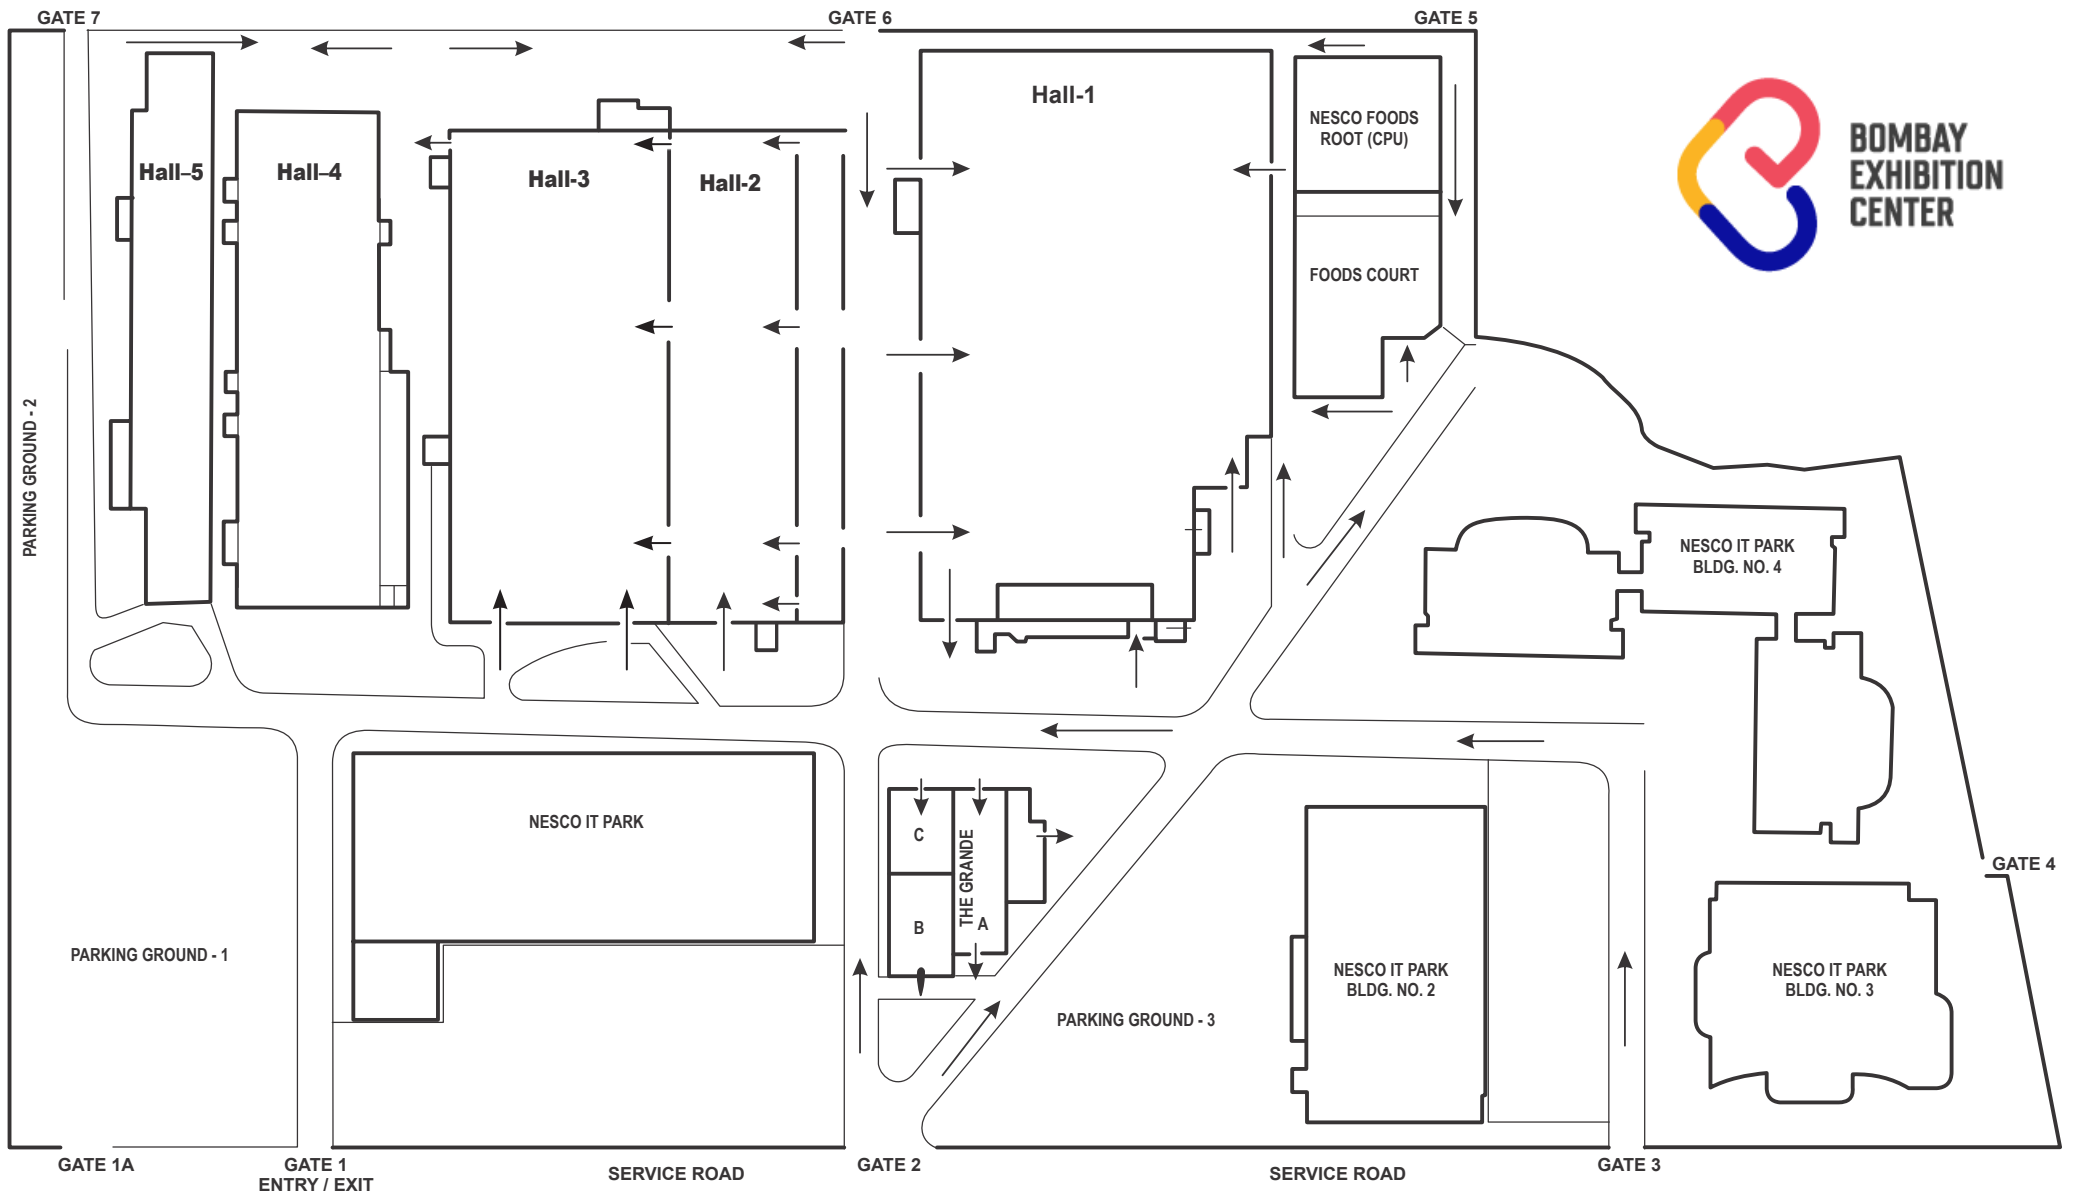 GATE 7
GATE 6
GATE 5
Hall-1
NESCO FOODS
ROOT (CPU)
BOMBAY
EXHIBITION
CENTER
Hall–5
Hall–4
Hall-3
Hall-2
FOODS COURT
PARKING GROUND - 2
NESCO IT PARK
BLDG. NO. 4
NESCO IT PARK
C
THE GRANDE
B
A
GATE 4
PARKING GROUND - 1
NESCO IT PARK
BLDG. NO. 2
NESCO IT PARK
BLDG. NO. 3
PARKING GROUND - 3
GATE 1A
GATE 1
ENTRY / EXIT
SERVICE ROAD
GATE 2
SERVICE ROAD
GATE 3